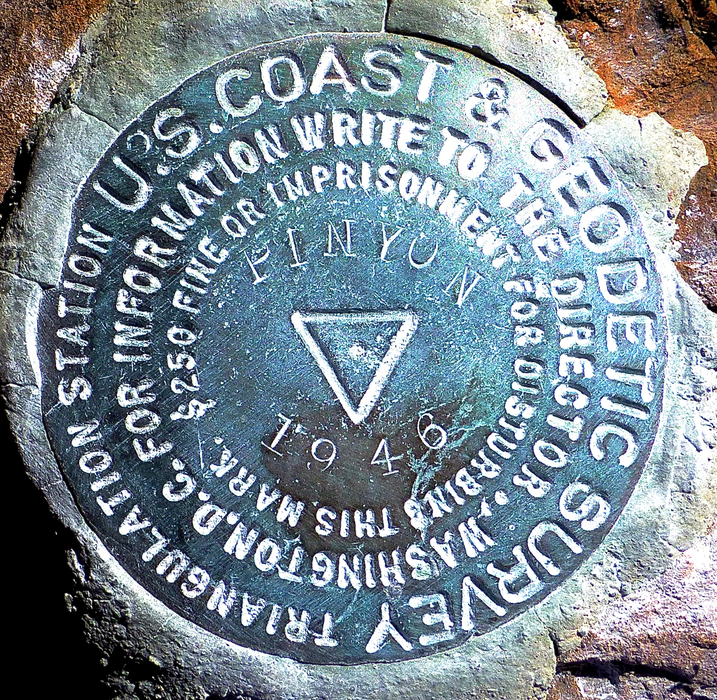 U.S. COAST & GEODETIC SURVEY
TRIANGULATION STATION
FOR INFORMATION WRITE TO THE DIRECTOR. WASHINGTON, D.C.
$250 FINE OR IMPRISONMENT FOR DISTURBING THIS MARK.
PINYON
1946